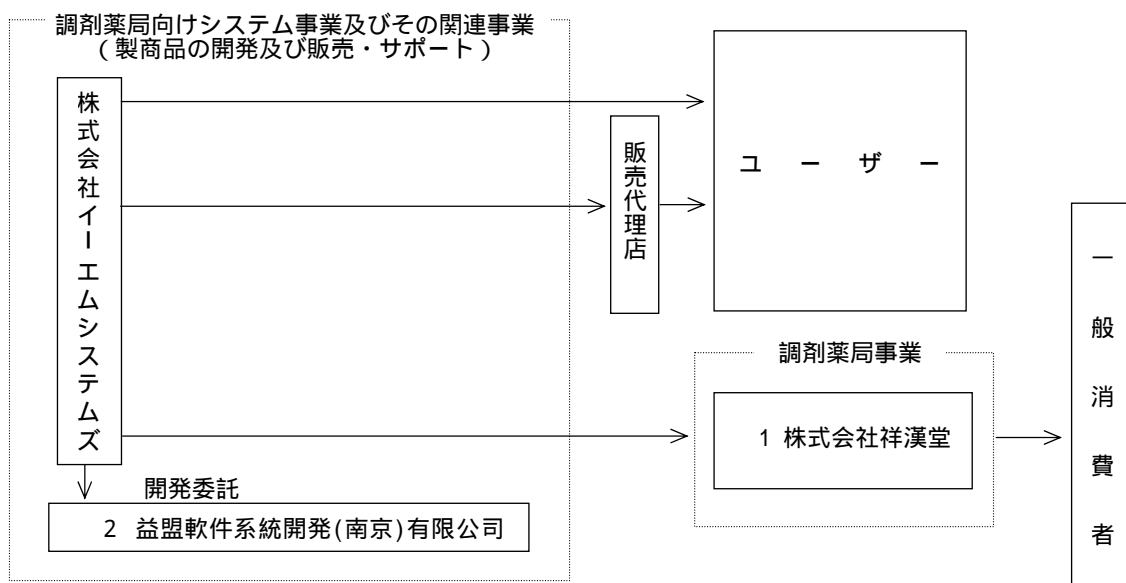 調剤薬局向けシステム事業及びその関連事業
(製商品の開発及び販売・サポート)
株式会社イーエムシステムズ
販売代理店
ユーザー
調剤薬局事業
1 株式会社祥漢堂
一般消費者
開発委託
2 益盟軟件系統開発(南京)有限公司